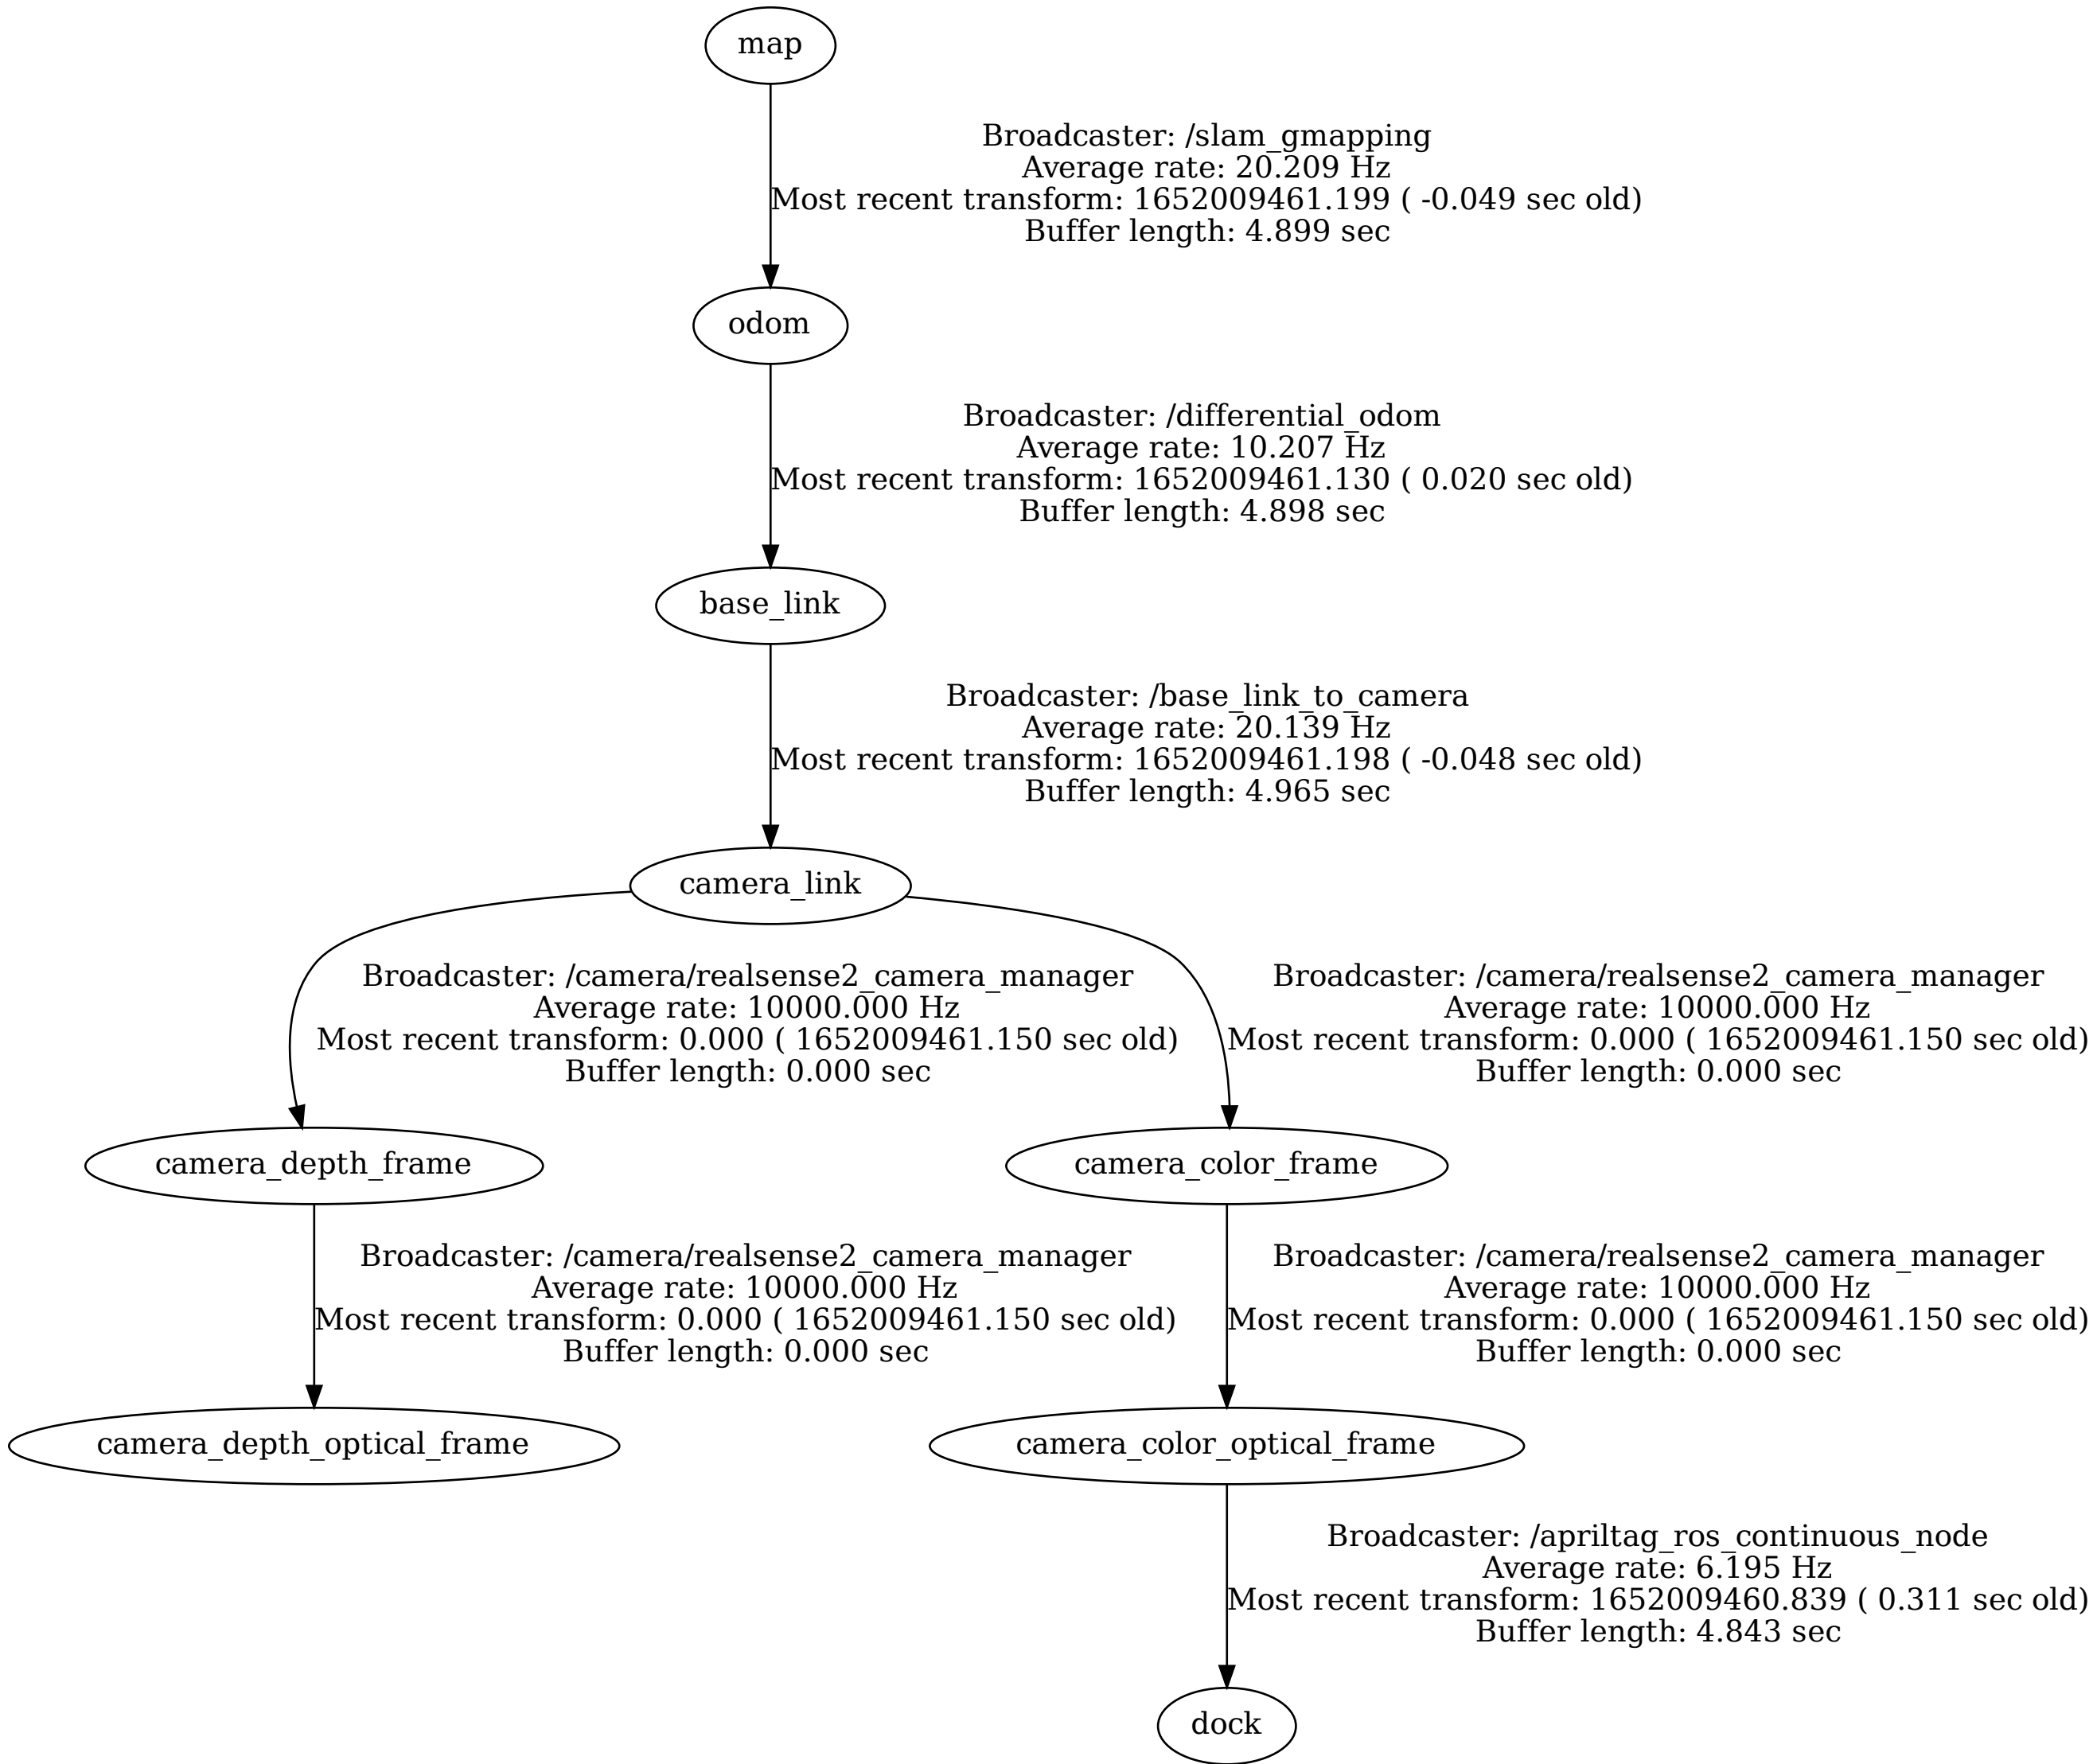 map
Broadcaster: /slam_gmapping
Average rate: 20.209 Hz
Most recent transform: 1652009461.199 ( -0.049 sec old)
Buffer length: 4.899 sec
odom
Broadcaster: /differential_odom
Average rate: 10.207 Hz
Most recent transform: 1652009461.130 ( 0.020 sec old)
Buffer length: 4.898 sec
base_link
Broadcaster: /base_link_to_camera
Average rate: 20.139 Hz
Most recent transform: 1652009461.198 ( -0.048 sec old)
Buffer length: 4.965 sec
camera_link
Broadcaster: /camera/realsense2_camera_manager
Average rate: 10000.000 Hz
Most recent transform: 0.000 ( 1652009461.150 sec old)
Buffer length: 0.000 sec
Broadcaster: /camera/realsense2_camera_manager
Average rate: 10000.000 Hz
Most recent transform: 0.000 ( 1652009461.150 sec old)
Buffer length: 0.000 sec
camera_depth_frame
camera_color_frame
Broadcaster: /camera/realsense2_camera_manager
Average rate: 10000.000 Hz
Most recent transform: 0.000 ( 1652009461.150 sec old)
Buffer length: 0.000 sec
Broadcaster: /camera/realsense2_camera_manager
Average rate: 10000.000 Hz
Most recent transform: 0.000 ( 1652009461.150 sec old)
Buffer length: 0.000 sec
camera_depth_optical_frame
camera_color_optical_frame
Broadcaster: /apriltag_ros_continuous_node
Average rate: 6.195 Hz
Most recent transform: 1652009460.839 ( 0.311 sec old)
Buffer length: 4.843 sec
dock